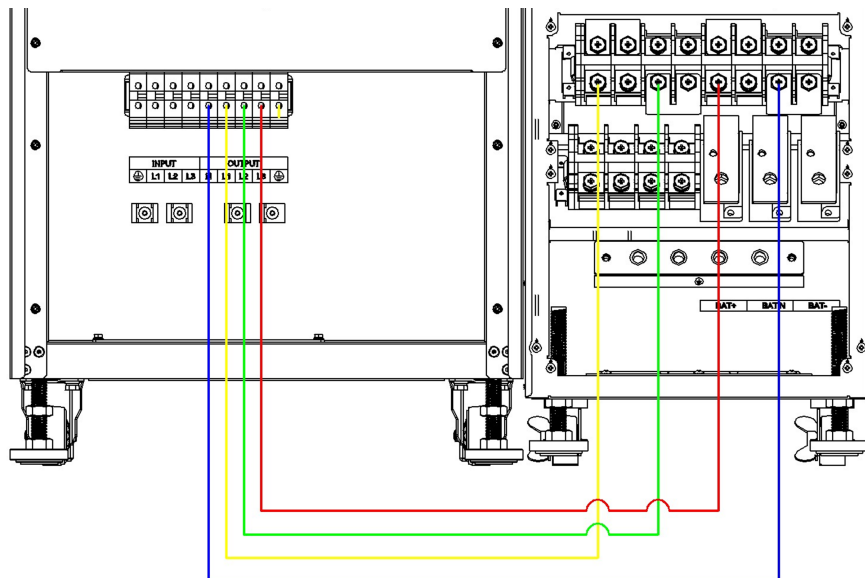 INPUT OUTPUT
L1 L2 L3 N L1 L2 L3
BAT+ BATN BAT-